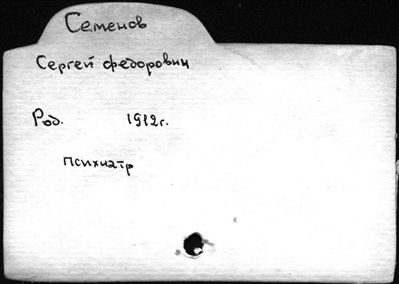 Семенов
Сергей Федорович
Род. 1912г.
психиатр